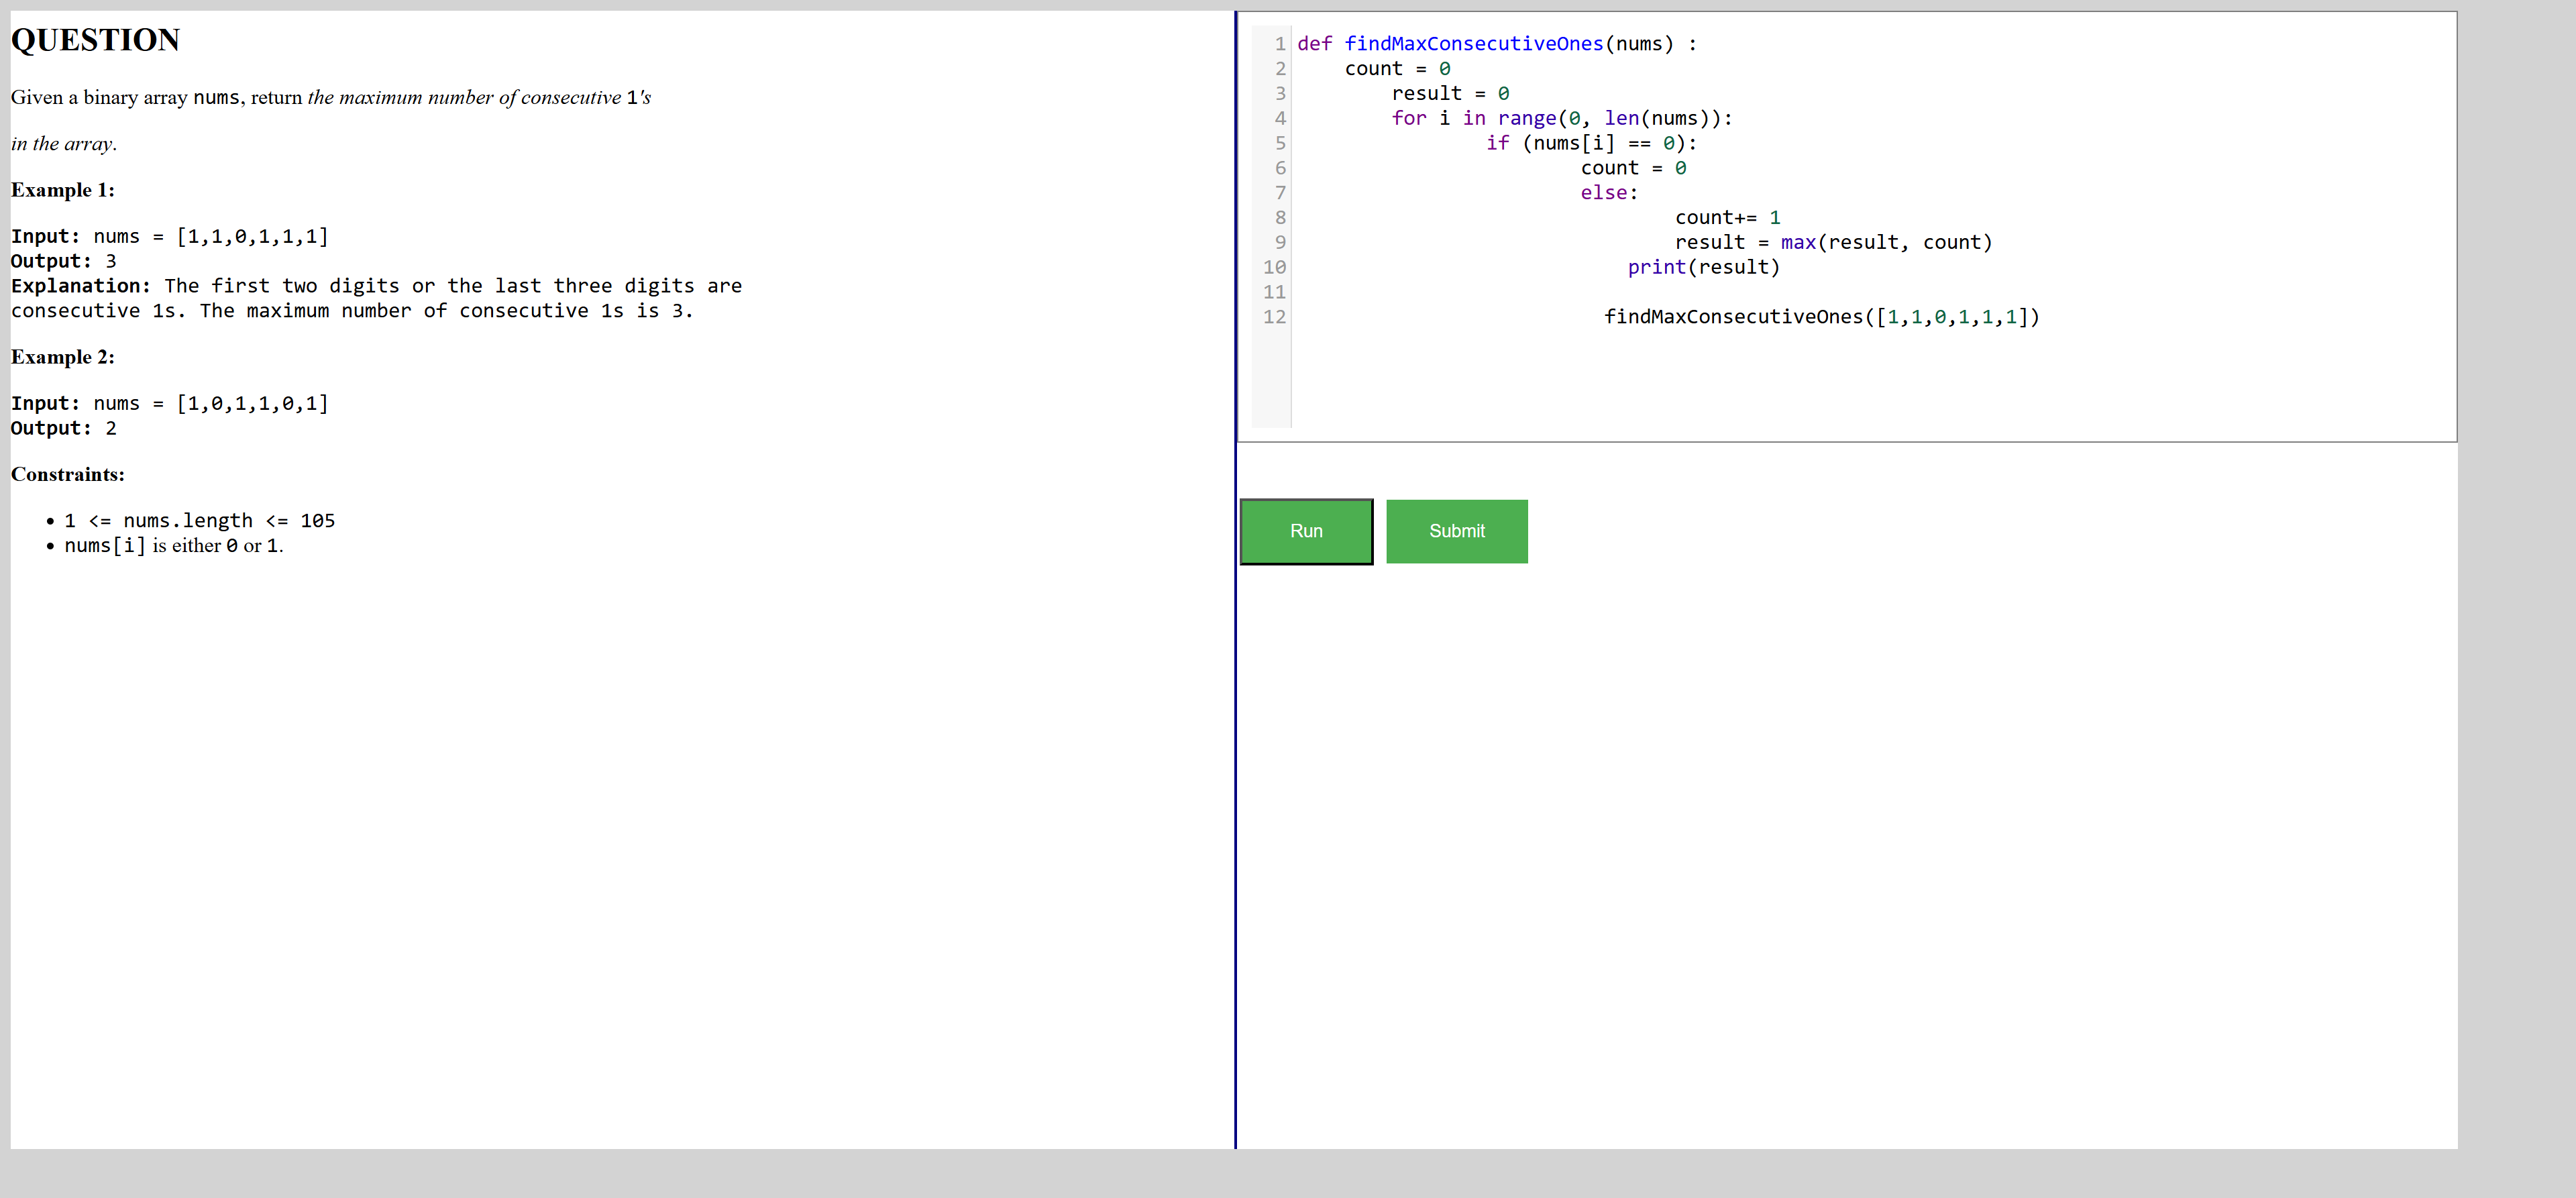 QUESTION
Given a binary array nums, return the maximum number of consecutive 1's
in the array.
Example 1:
Input: nums = [1,1,0,1,1,1]
Output: 3
Explanation: The first two digits or the last three digits are
consecutive 1s. The maximum number of consecutive 1s is 3.
Example 2:
Input: nums = [1,0,1,1,0,1]
Output: 2
Constraints:
• 1 <= nums.length <= 105
• nums[i] is either 0 or 1.
1 def findMaxConsecutiveOnes(nums) :
2     count = 0
3         result = 0
4         for i in range(0, len(nums)):
5                 if (nums[i] == 0):
6                         count = 0
7                         else:
8                                 count+= 1
9                                 result = max(result, count)
10                             print(result)
11
12                           findMaxConsecutiveOnes([1,1,0,1,1,1])
Run Submit